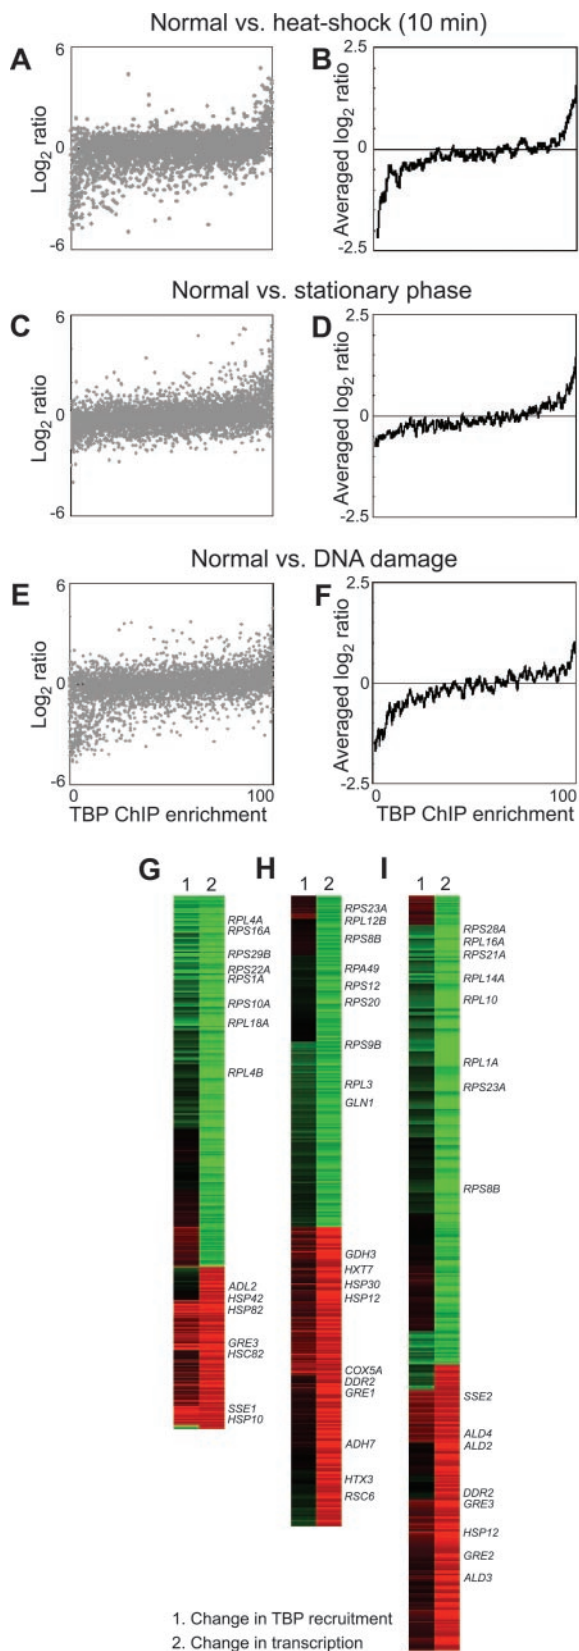 Normal vs. heat-shock (10 min)
A
B
6
0
-6
Log2 ratio
2.5
0
-2.5
Averaged log2 ratio
Normal vs. stationary phase
C
D
6
0
-6
Log2 ratio
2.5
0
-2.5
Averaged log2 ratio
Normal vs. DNA damage
E
F
6
0
-6
Log2 ratio
2.5
0
-2.5
Averaged log2 ratio
0 100
TBP ChIP enrichment
0 100
TBP ChIP enrichment
G
1 2
RPL4A
RPS16A
RPS29B
RPS22A
RPS1A
RPS10A
RPL18A
RPL4B
ADL2
HSP42
HSP82
GRE3
HSC82
SSE1
HSP10
H
1 2
RPS23A
RPL12B
RPS8B
RPA49
RPS12
RPS20
RPS9B
RPL3
GLN1
GDH3
HXT7
HSP30
HSP12
COX5A
DDR2
GRE1
ADH7
HTX3
RSC6
I
1 2
RPS28A
RPL16A
RPS21A
RPL14A
RPL10
RPL1A
RPS23A
RPS8B
SSE2
ALD4
ALD2
DDR2
GRE3
HSP12
GRE2
ALD3
1. Change in TBP recruitment
2. Change in transcription